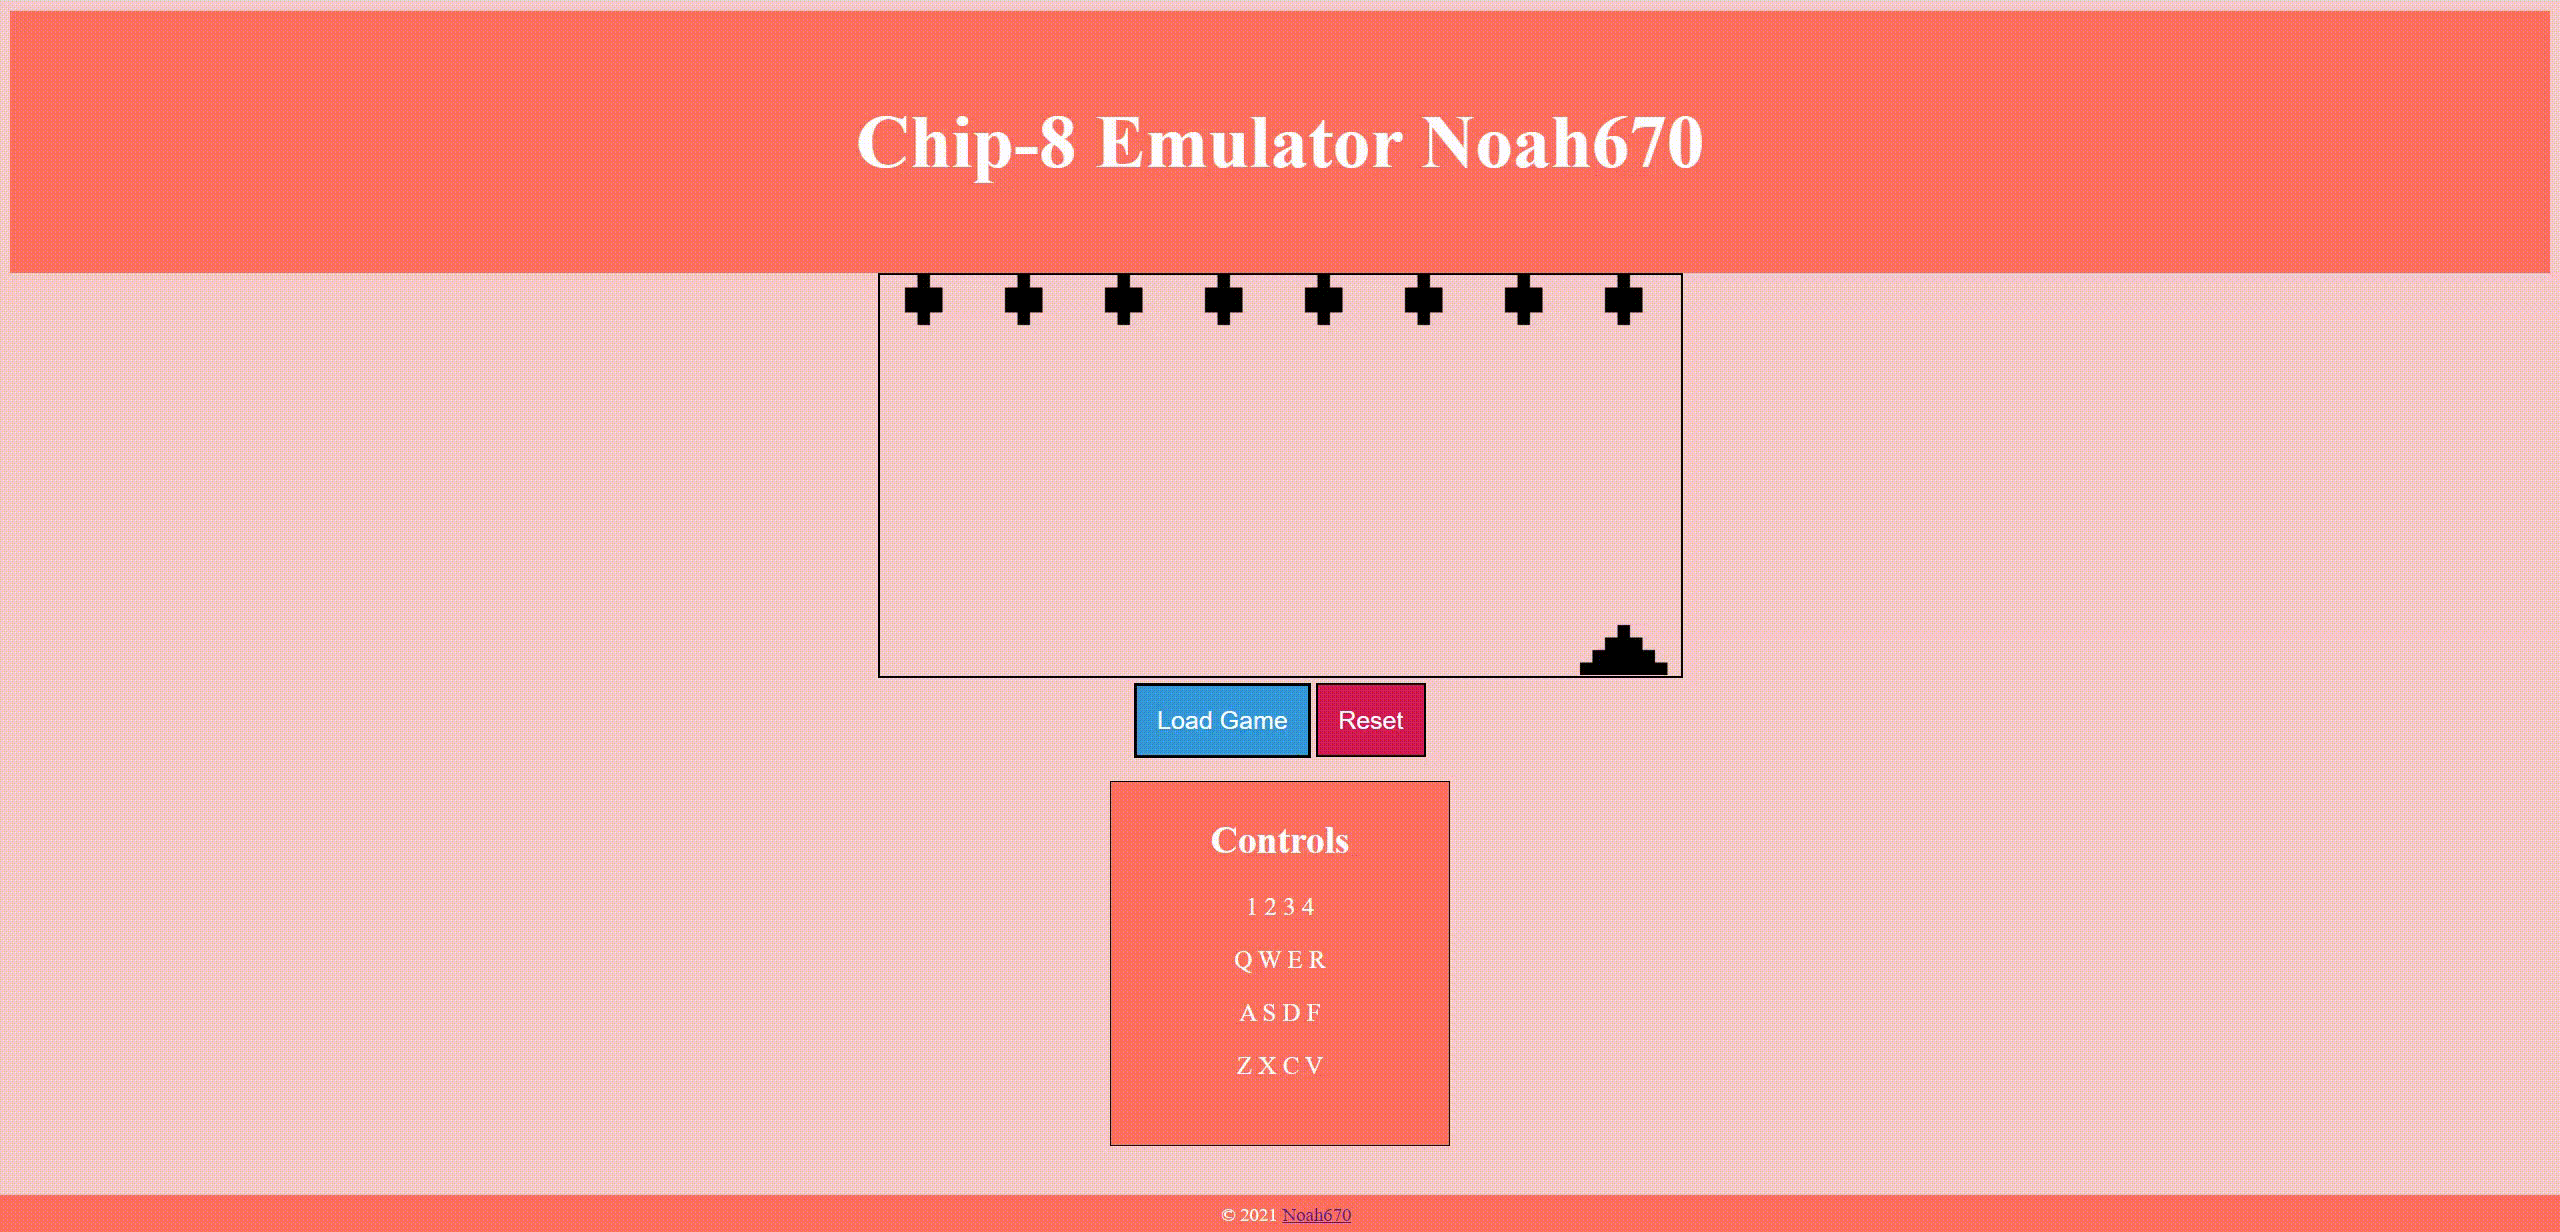 Chip-8 Emulator Noah670
Load Game Reset
Controls
1 2 3 4
Q W E R
A S D F
Z X C V
© 2021 Noah670